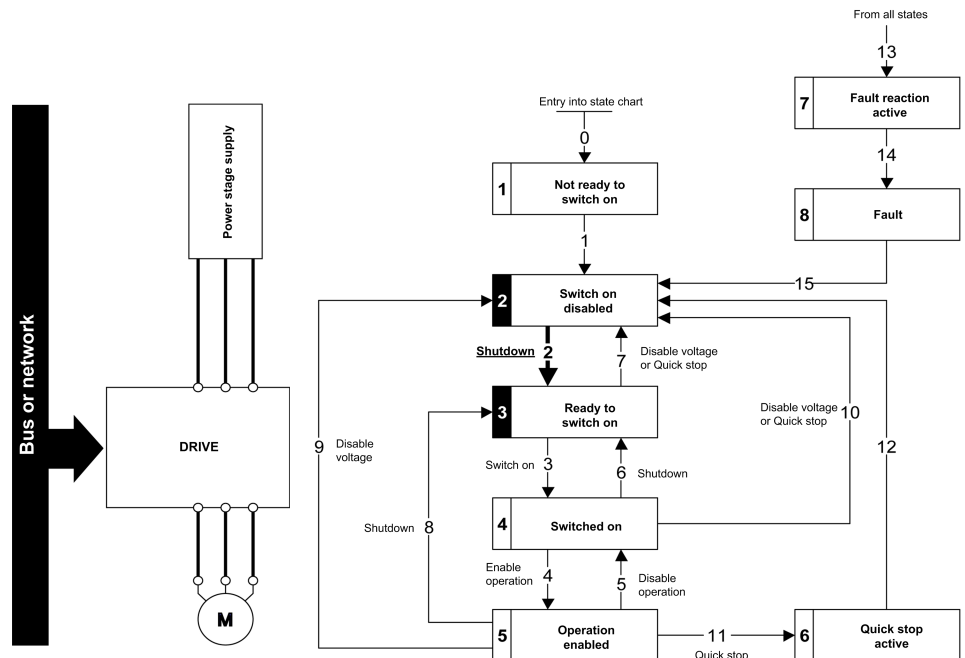 From all states
13
7
Fault reaction
active
14
8
Fault
15
Entry into state chart
0
1
Not ready to
switch on
1
2
Switch on
disabled
Shutdown 2
7
Disable voltage
or Quick stop
3
Ready to
switch on
Switch on 3
6 Shutdown
4
Switched on
Enable
operation
4
5
Disable
operation
5
Operation
enabled
11
Quick stop
6
Quick stop
active
9 Disable
voltage
Shutdown 8
Disable voltage
or Quick stop
10
12
Bus or network
Power stage supply
DRIVE
M